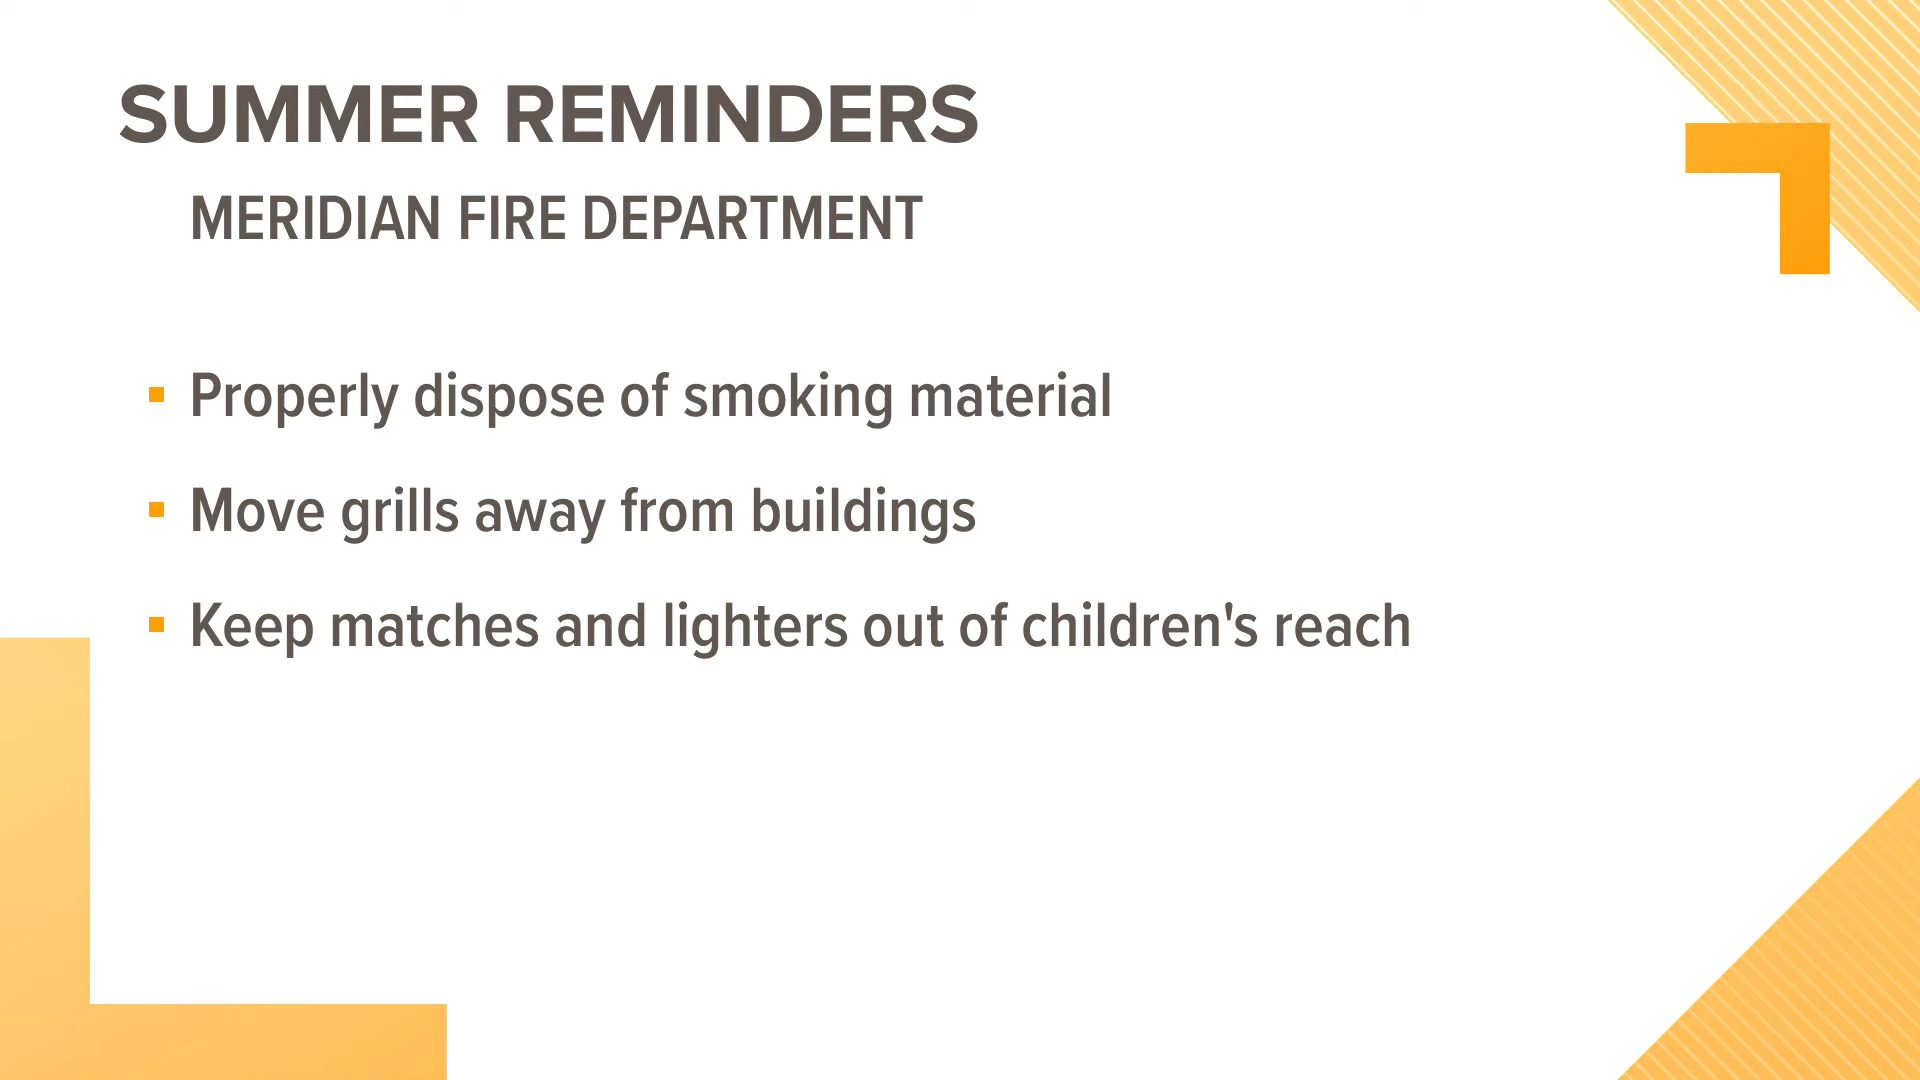 SUMMER REMINDERS
MERIDIAN FIRE DEPARTMENT
Properly dispose of smoking material
Move grills away from buildings
Keep matches and lighters out of children's reach